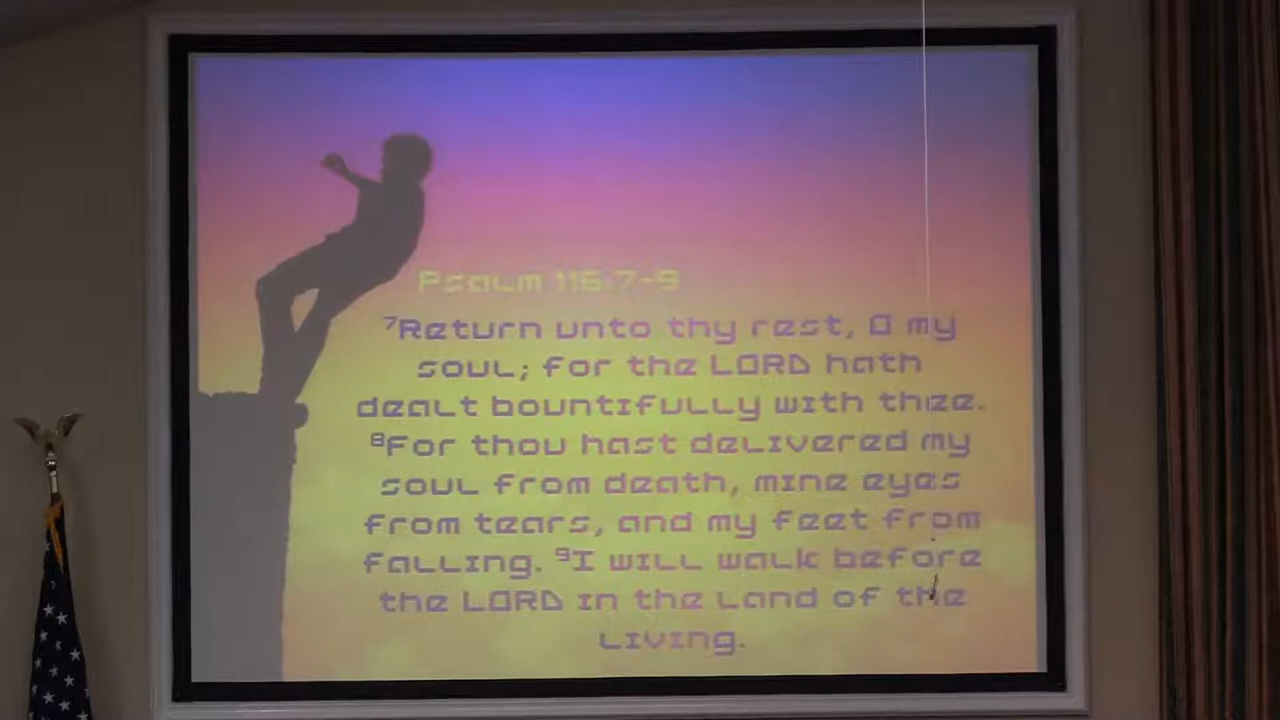 Psalm 116:7-9
⁷Return unto thy rest, O my
soul; for the LORD hath
dealt bountifully with thee.
⁸For thou hast delivered my
soul from death, mine eyes
from tears, and my feet from
falling. ⁹I will walk before
the LORD in the land of the
living.